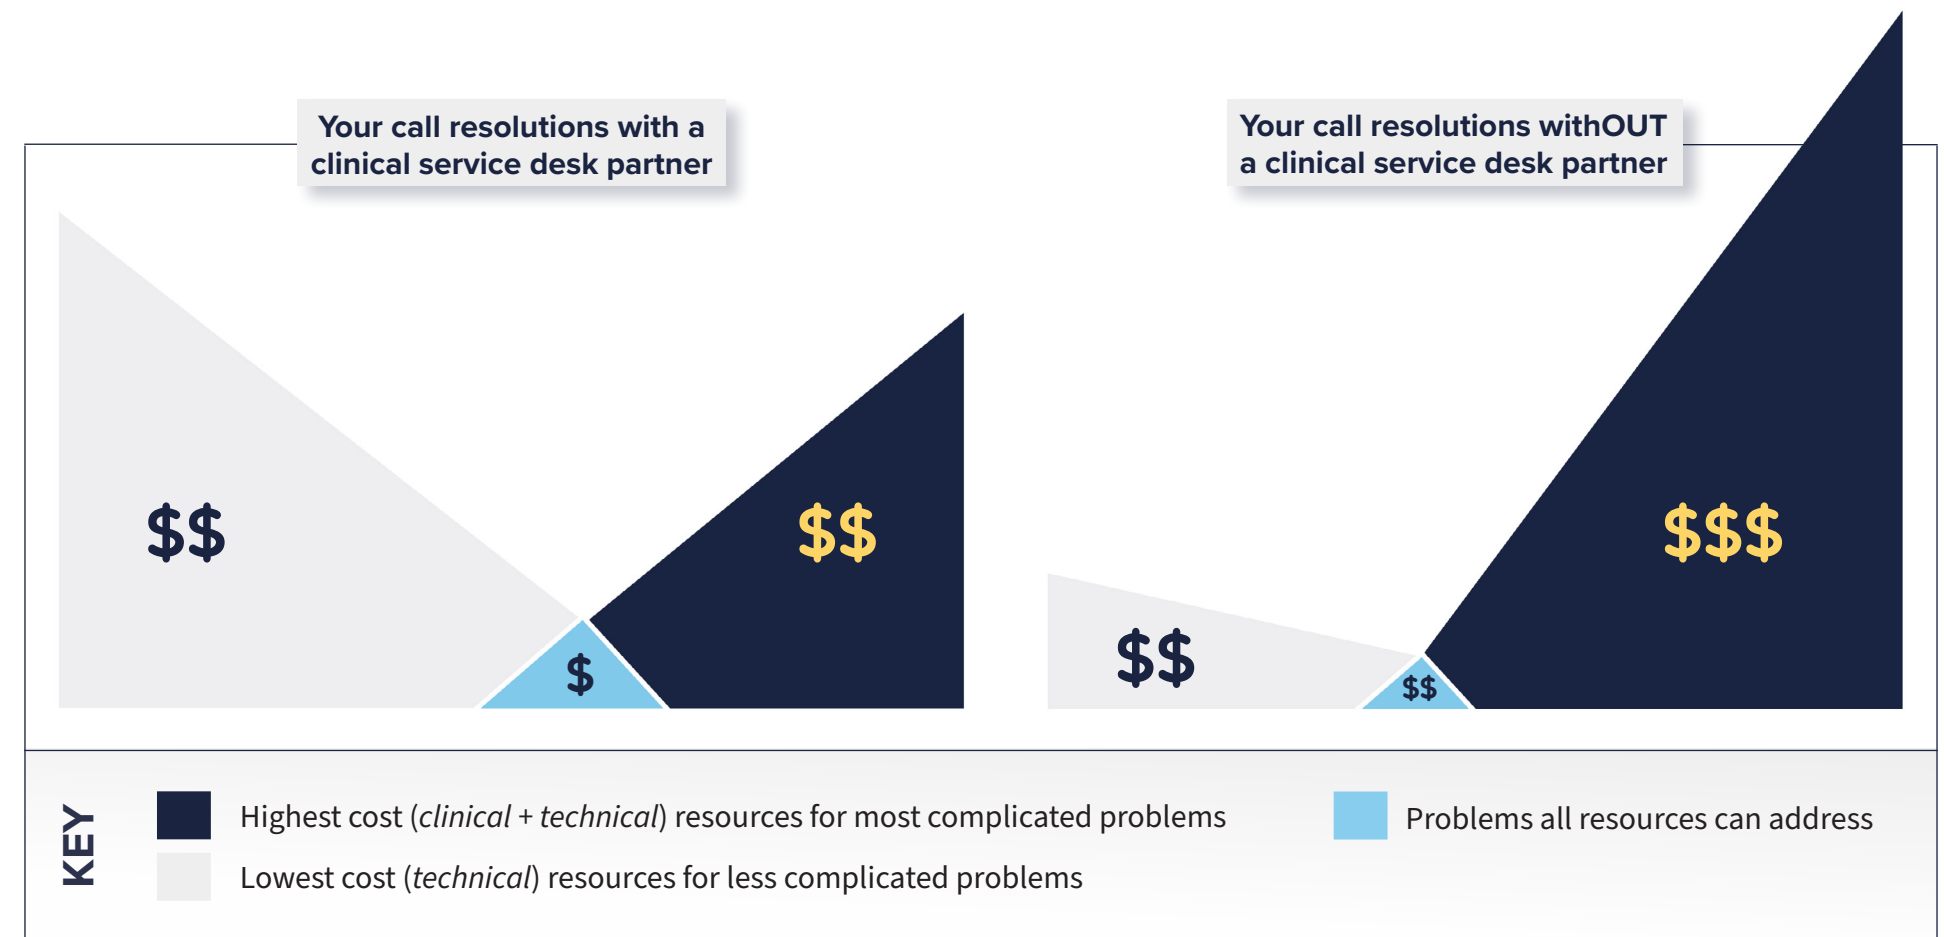 Your call resolutions with a
clinical service desk partner
Your call resolutions withOUT
a clinical service desk partner
$$
$
$$
$$
$$
$$$
KEY
Highest cost (clinical + technical) resources for most complicated problems
Lowest cost (technical) resources for less complicated problems
Problems all resources can address